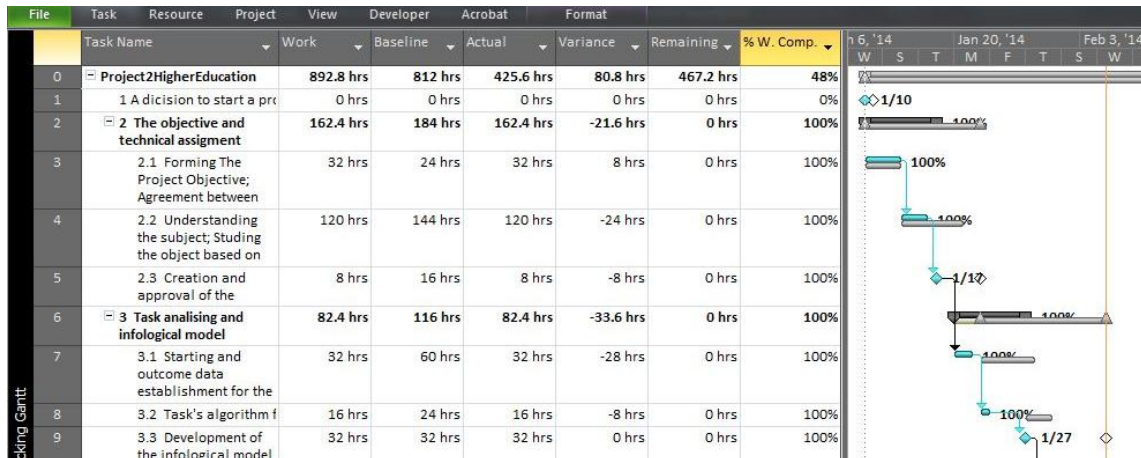 File Task Resource Project View Developer Acrobat Format
Task Name Work Baseline Actual Variance Remaining % W. Comp. 6, '14 Jan 20, '14 Feb 3, '14
W S T M F T S W
0 Project2HigherEducation 892.8 hrs 812 hrs 425.6 hrs 80.8 hrs 467.2 hrs 48%
1 1 A dicision to start a 0 hrs 0 hrs 0 hrs 0 hrs 0 hrs 0% 1/10
2 2 The objective and 162.4 hrs 184 hrs 162.4 hrs -21.6 hrs 0 hrs 100% 100%
technical assigment
3 2.1 Forming The 32 hrs 24 hrs 32 hrs 8 hrs 0 hrs 100% 100%
Project Objective;
Agreement between
4 2.2 Understanding 120 hrs 144 hrs 120 hrs -24 hrs 0 hrs 100% 100%
the subject; Studing
the object based on
5 2.3 Creation and 8 hrs 16 hrs 8 hrs -8 hrs 0 hrs 100% 1/17
approval of the
6 3 Task analising and 82.4 hrs 116 hrs 82.4 hrs -33.6 hrs 0 hrs 100% 100%
infological model
7 3.1 Starting and 32 hrs 60 hrs 32 hrs -28 hrs 0 hrs 100% 100%
outcome data
establishment for the
8 3.2 Task's algorithm 16 hrs 24 hrs 16 hrs -8 hrs 0 hrs 100% 100%
9 3.3 Development of 32 hrs 32 hrs 32 hrs 0 hrs 0 hrs 100% 1/27
the infological model
cking Gantt